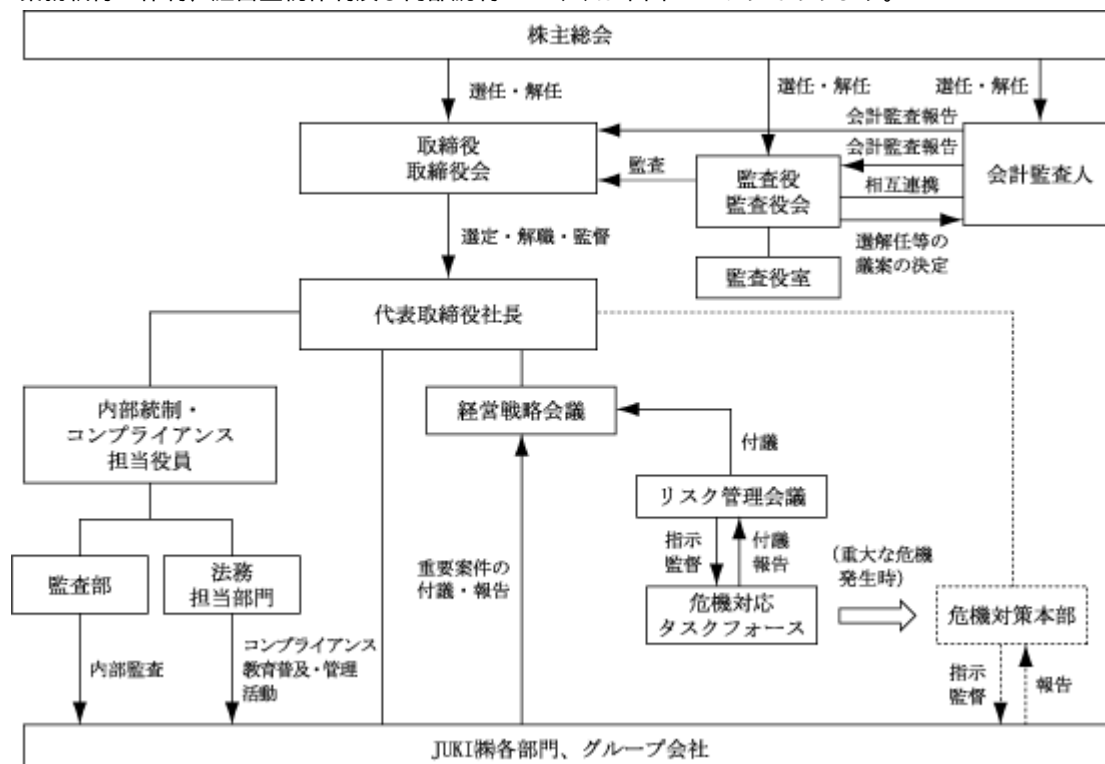 株主総会
選任・解任
選任・解任
選任・解任
会計監査報告
取締役
取締役会
監査
会計監査報告
監査役
監査役会
相互連携
会計監査人
選定・解職・監督
選解任等の
議案の決定
監査役室
代表取締役社長
内部統制・
コンプライアンス
担当役員
経営戦略会議
付議
リスク管理会議
指示
監督
付議
報告
(重大な危機
発生時)
監査部
法務
担当部門
重要案件の
付議・報告
危機対応
タスクフォース
危機対策本部
内部監査
コンプライアンス
教育普及・管理
活動
指示
監督
報告
JUKI㈱各部門、グループ会社